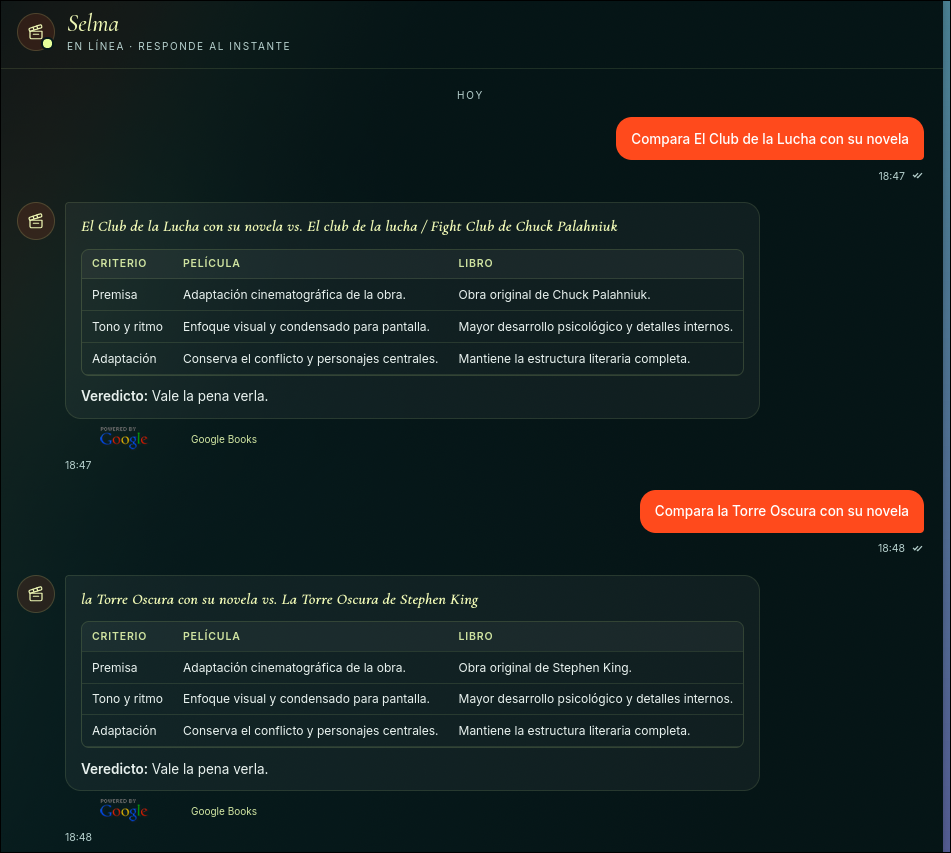 Selma
EN LÍNEA · RESPONDE AL INSTANTE
HOY
Compara El Club de la Lucha con su novela
18:47
El Club de la Lucha con su novela vs. El club de la lucha / Fight Club de Chuck Palahniuk
CRITERIO PELÍCULA LIBRO
Premisa Adaptación cinematográfica de la obra. Obra original de Chuck Palahniuk.
Tono y ritmo Enfoque visual y condensado para pantalla. Mayor desarrollo psicológico y detalles internos.
Adaptación Conserva el conflicto y personajes centrales. Mantiene la estructura literaria completa.
Veredicto: Vale la pena verla.
POWERED BY
Google Google Books
18:47
Compara la Torre Oscura con su novela
18:48
la Torre Oscura con su novela vs. La Torre Oscura de Stephen King
CRITERIO PELÍCULA LIBRO
Premisa Adaptación cinematográfica de la obra. Obra original de Stephen King.
Tono y ritmo Enfoque visual y condensado para pantalla. Mayor desarrollo psicológico y detalles internos.
Adaptación Conserva el conflicto y personajes centrales. Mantiene la estructura literaria completa.
Veredicto: Vale la pena verla.
POWERED BY
Google Google Books
18:48